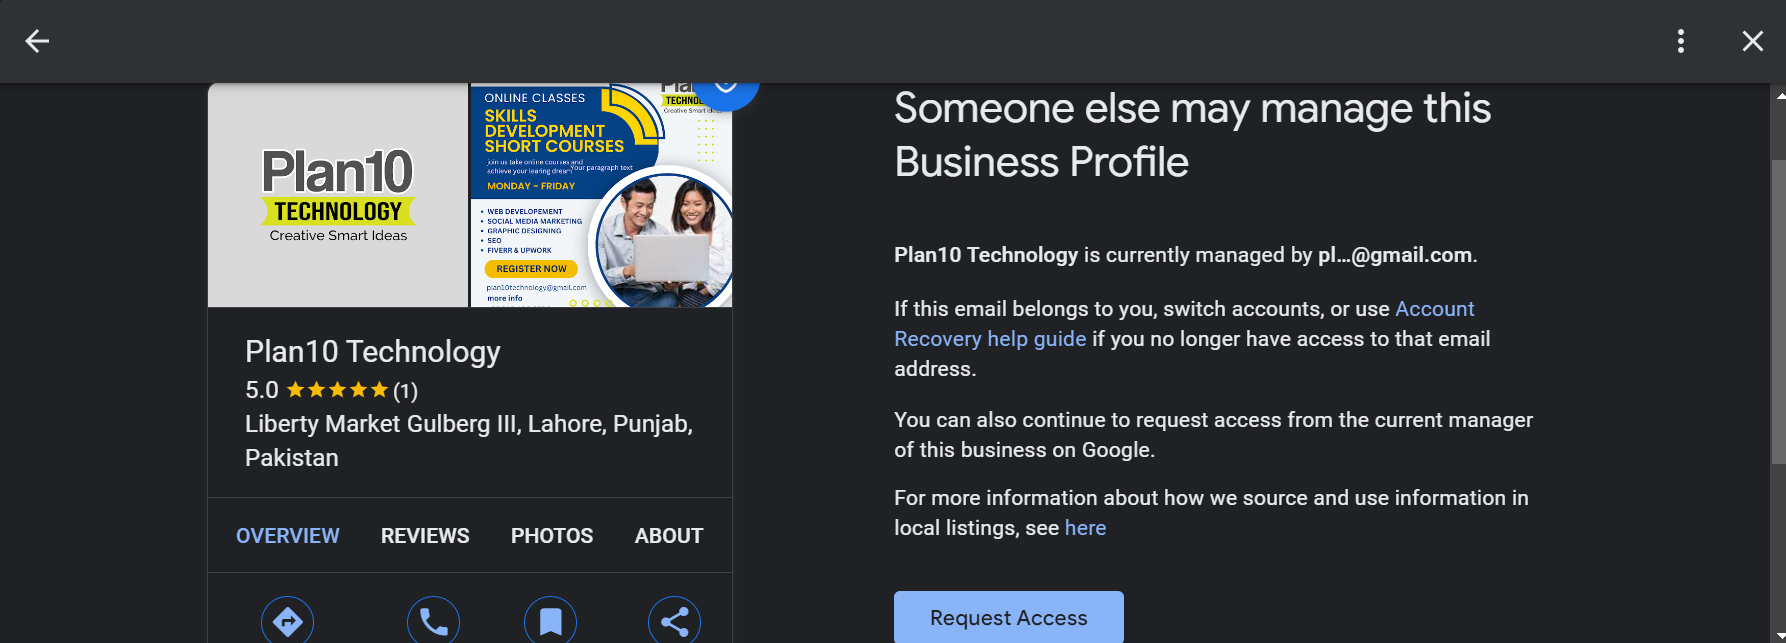 Plan10
TECHNOLOGY
Creative Smart Ideas
ONLINE CLASSES
SKILLS
DEVELOPMENT
SHORT COURSES
join us take online courses and
achieve your learing dream
Your paragraph text
MONDAY - FRIDAY
• WEB DEVELOPEMENT
• SOCIAL MEDIA MARKETING
• GRAPHIC DESIGNING
• SEO
• FIVERR & UPWORK
REGISTER NOW
plan10technology@gmail.com
more info
Creative Smart Ideas
Plan10 Technology
5.0 ★★★★★ (1)
Liberty Market Gulberg III, Lahore, Punjab,
Pakistan
OVERVIEW REVIEWS PHOTOS ABOUT
Someone else may manage this
Business Profile
Plan10 Technology is currently managed by pl...@gmail.com.
If this email belongs to you, switch accounts, or use Account
Recovery help guide if you no longer have access to that email
address.
You can also continue to request access from the current manager
of this business on Google.
For more information about how we source and use information in
local listings, see here
Request Access